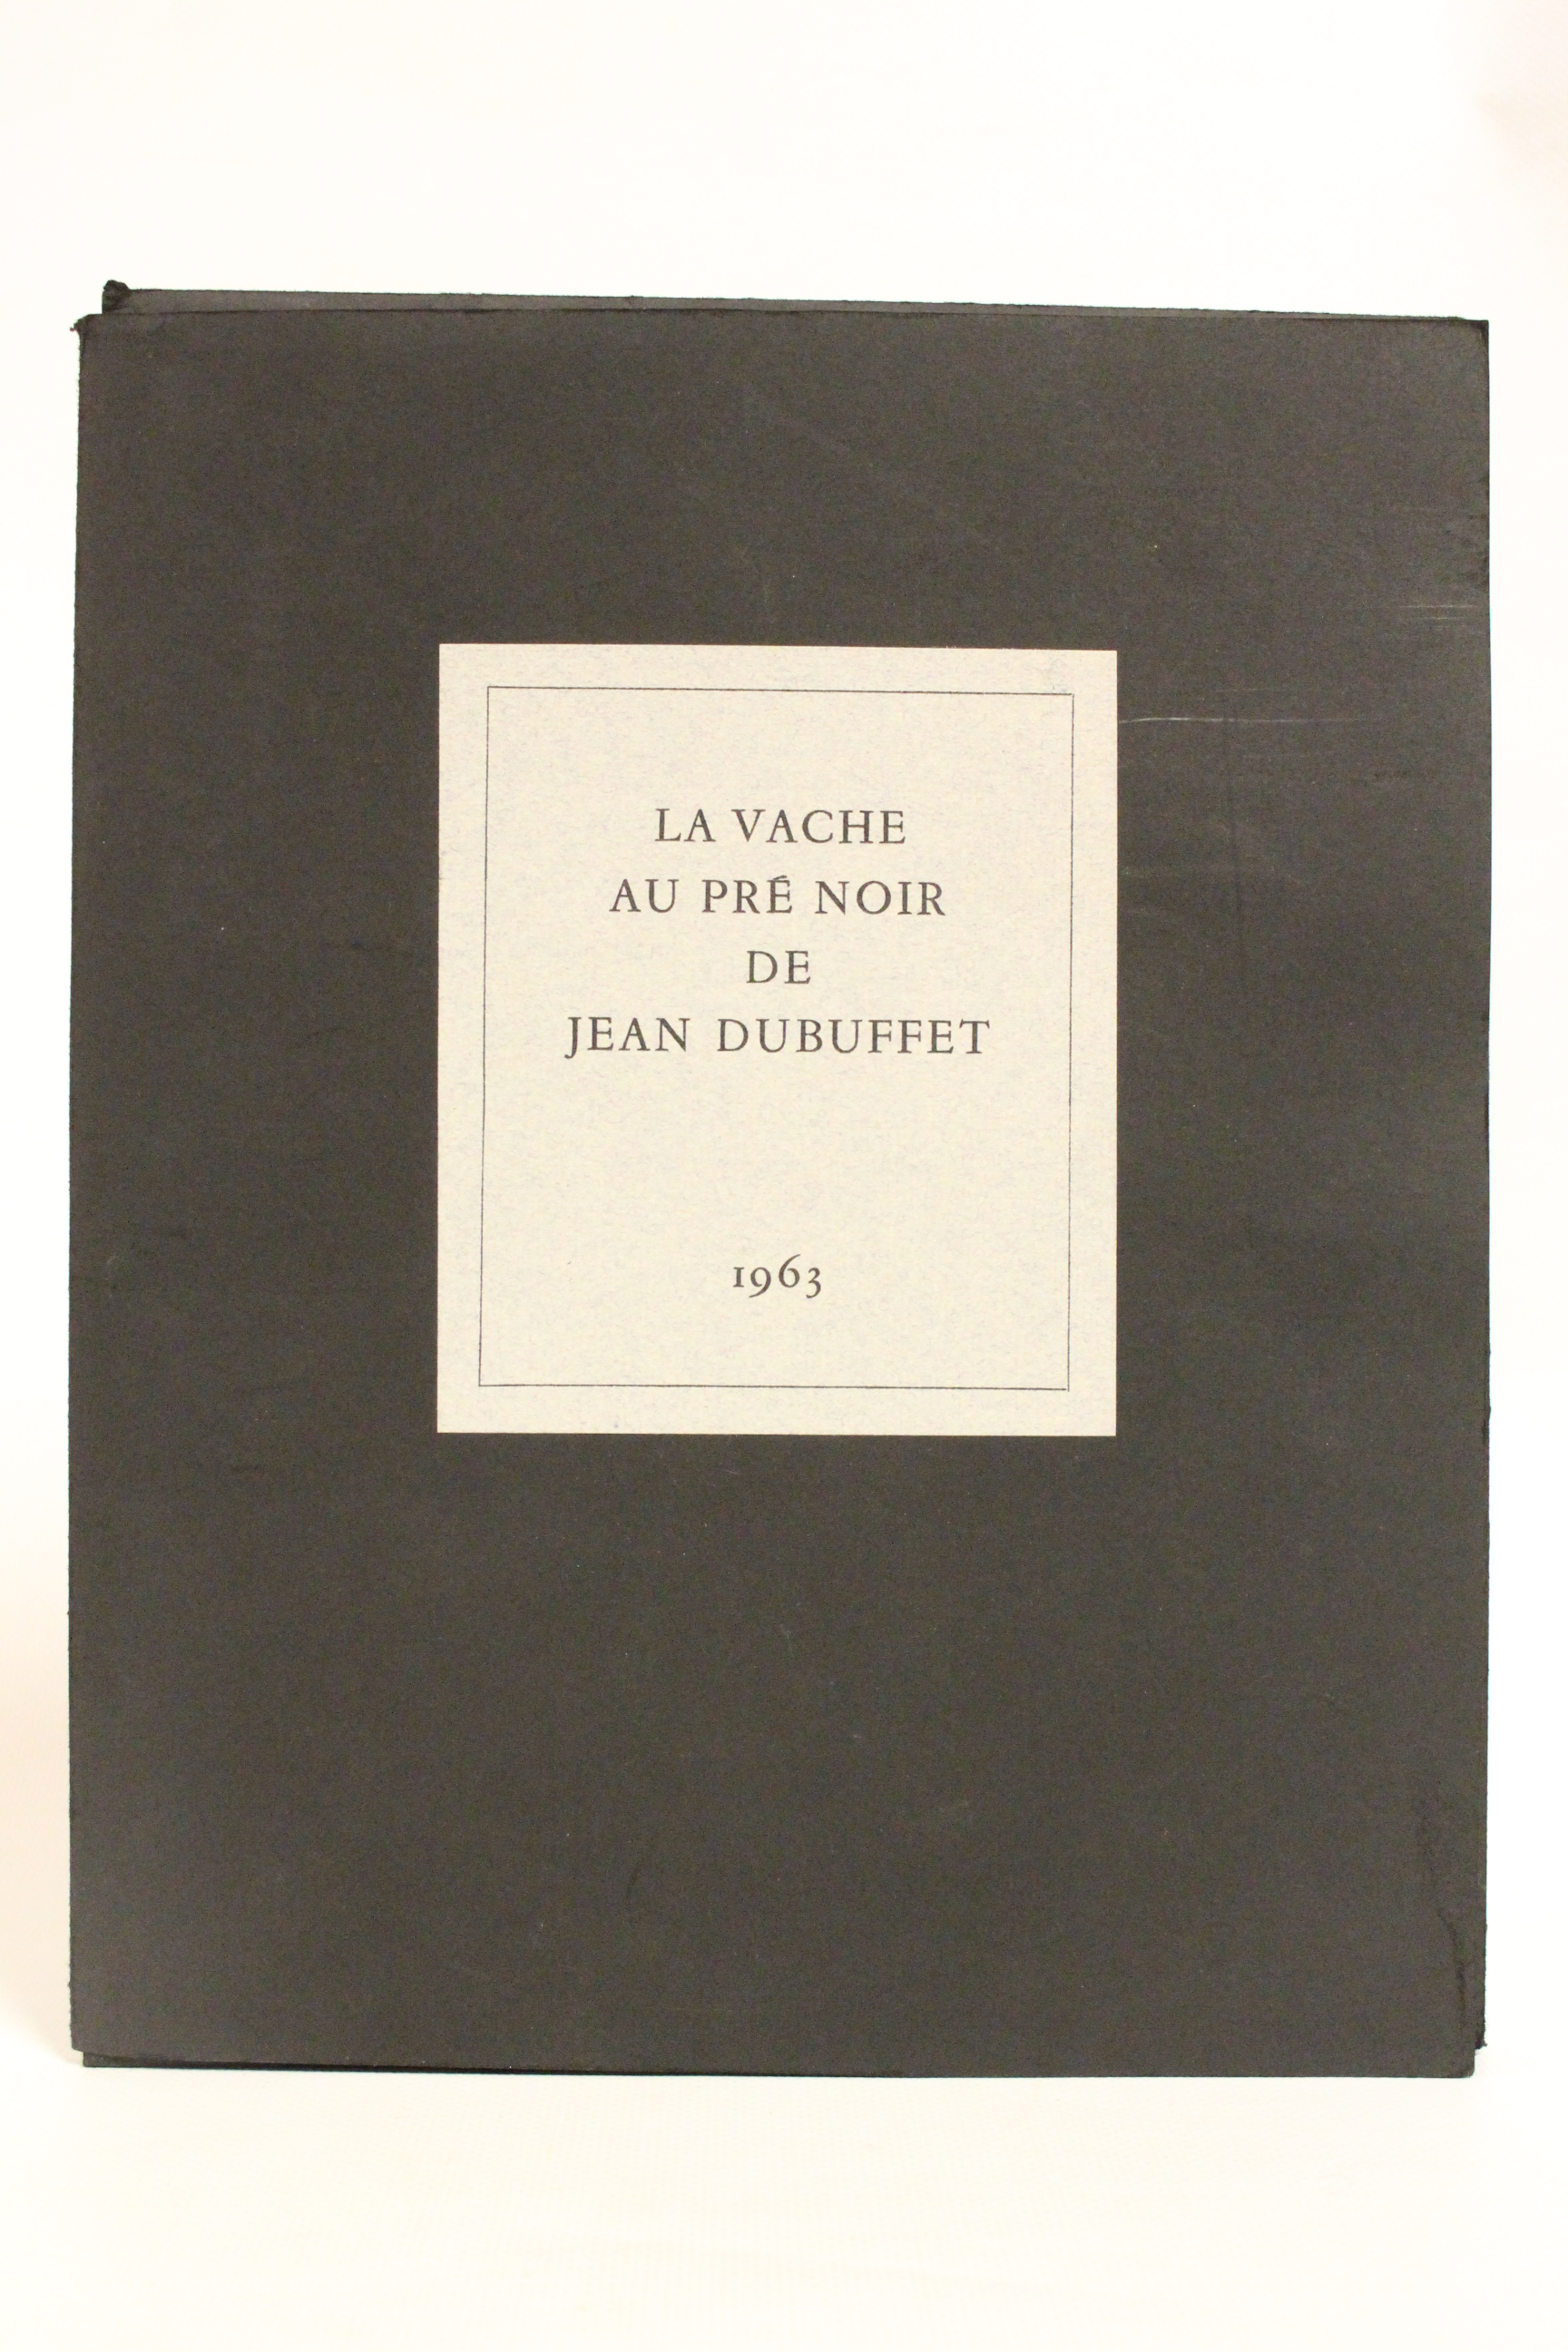 LA VACHE
AU PRÉ NOIR
DE
JEAN DUBUFFET
1963